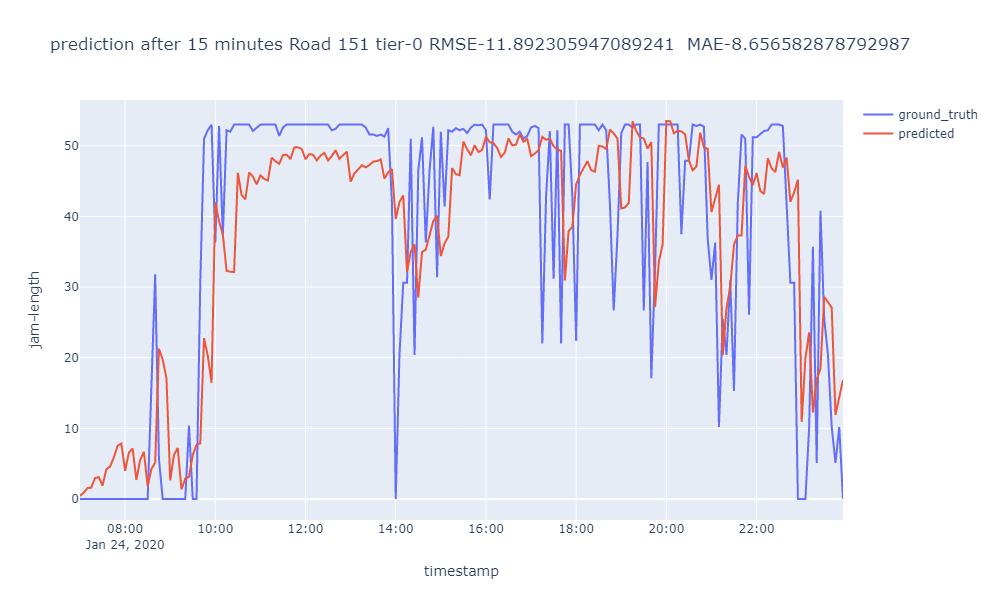 prediction after 15 minutes Road 151 tier-0 RMSE-11.892305947089241  MAE-8.656582878792987
ground_truth
predicted
50
40
30
20
10
0
jam-length
08:00 10:00 12:00 14:00 16:00 18:00 20:00 22:00
Jan 24, 2020
timestamp